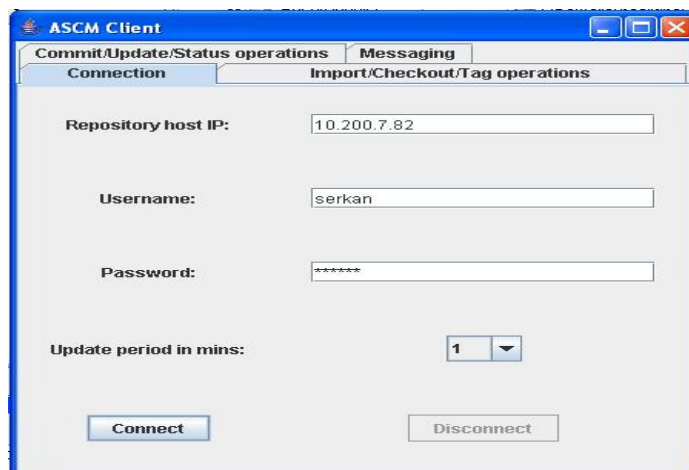 ASCM Client
Commit/Update/Status operations Messaging
Connection Import/Checkout/Tag operations
Repository host IP: 10.200.7.82
Username: serkan
Password: ******
Update period in mins: 1
Connect Disconnect